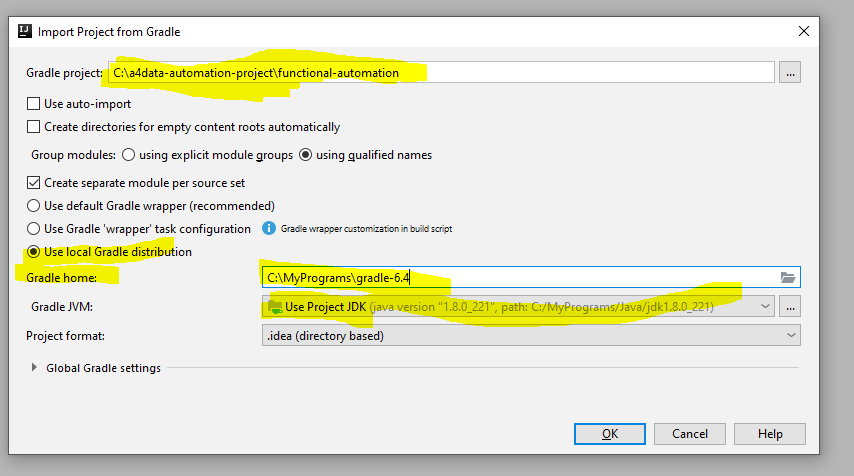 IJ Import Project from Gradle
Gradle project: C:\a4data-automation-project\functional-automation ...
Use auto-import
Create directories for empty content roots automatically
Group modules: using explicit module groups using qualified names
Create separate module per source set
Use default Gradle wrapper (recommended)
Use Gradle 'wrapper' task configuration Gradle wrapper customization in build script
Use local Gradle distribution
Gradle home: C:\MyPrograms\gradle-6.4
Gradle JVM: Use Project JDK (java version "1.8.0_221", path: C:/MyPrograms/Java/jdk1.8.0_221) ...
Project format: .idea (directory based)
Global Gradle settings
OK Cancel Help